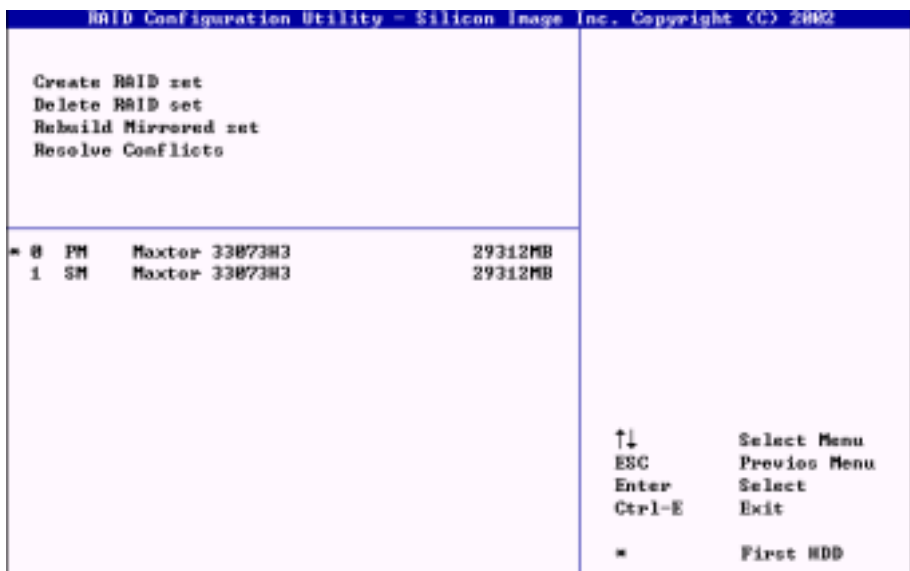 RAID Configuration Utility - Silicon Image Inc. Copyright (C) 2002
Create RAID set
Delete RAID set
Rebuild Mirrored set
Resolve Conflicts
* 0 PM Maxtor 33073H3 29312MB
1 SM Maxtor 33073H3 29312MB
↑↓ Select Menu
ESC Previos Menu
Enter Select
Ctrl-E Exit
* First HDD